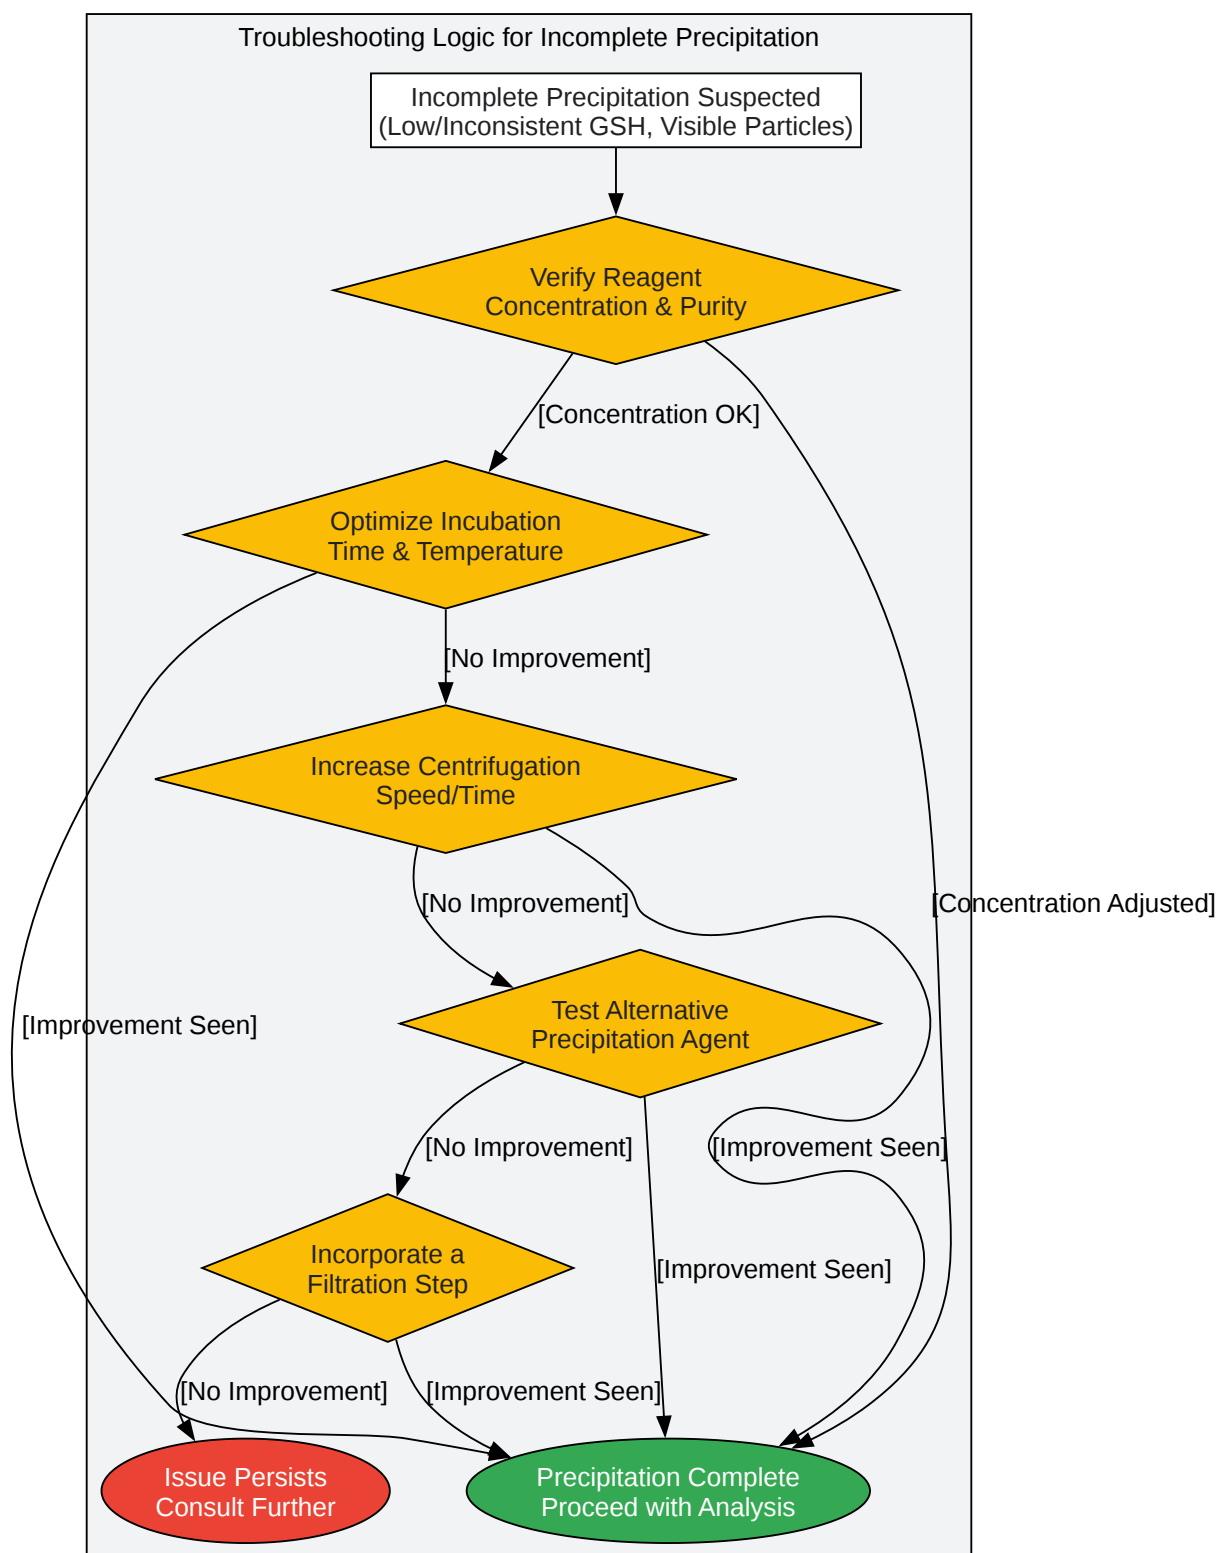 Troubleshooting Logic for Incomplete Precipitation
Incomplete Precipitation Suspected
(Low/Inconsistent GSH, Visible Particles)
Verify Reagent
Concentration & Purity
[Concentration OK]
Optimize Incubation
Time & Temperature
[No Improvement]
Increase Centrifugation
Speed/Time
[No Improvement]
[Concentration Adjusted]
Test Alternative
Precipitation Agent
[Improvement Seen]
[No Improvement]
[Improvement Seen]
Incorporate a
Filtration Step
[Improvement Seen]
[No Improvement]
[Improvement Seen]
Issue Persists
Consult Further
Precipitation Complete
Proceed with Analysis